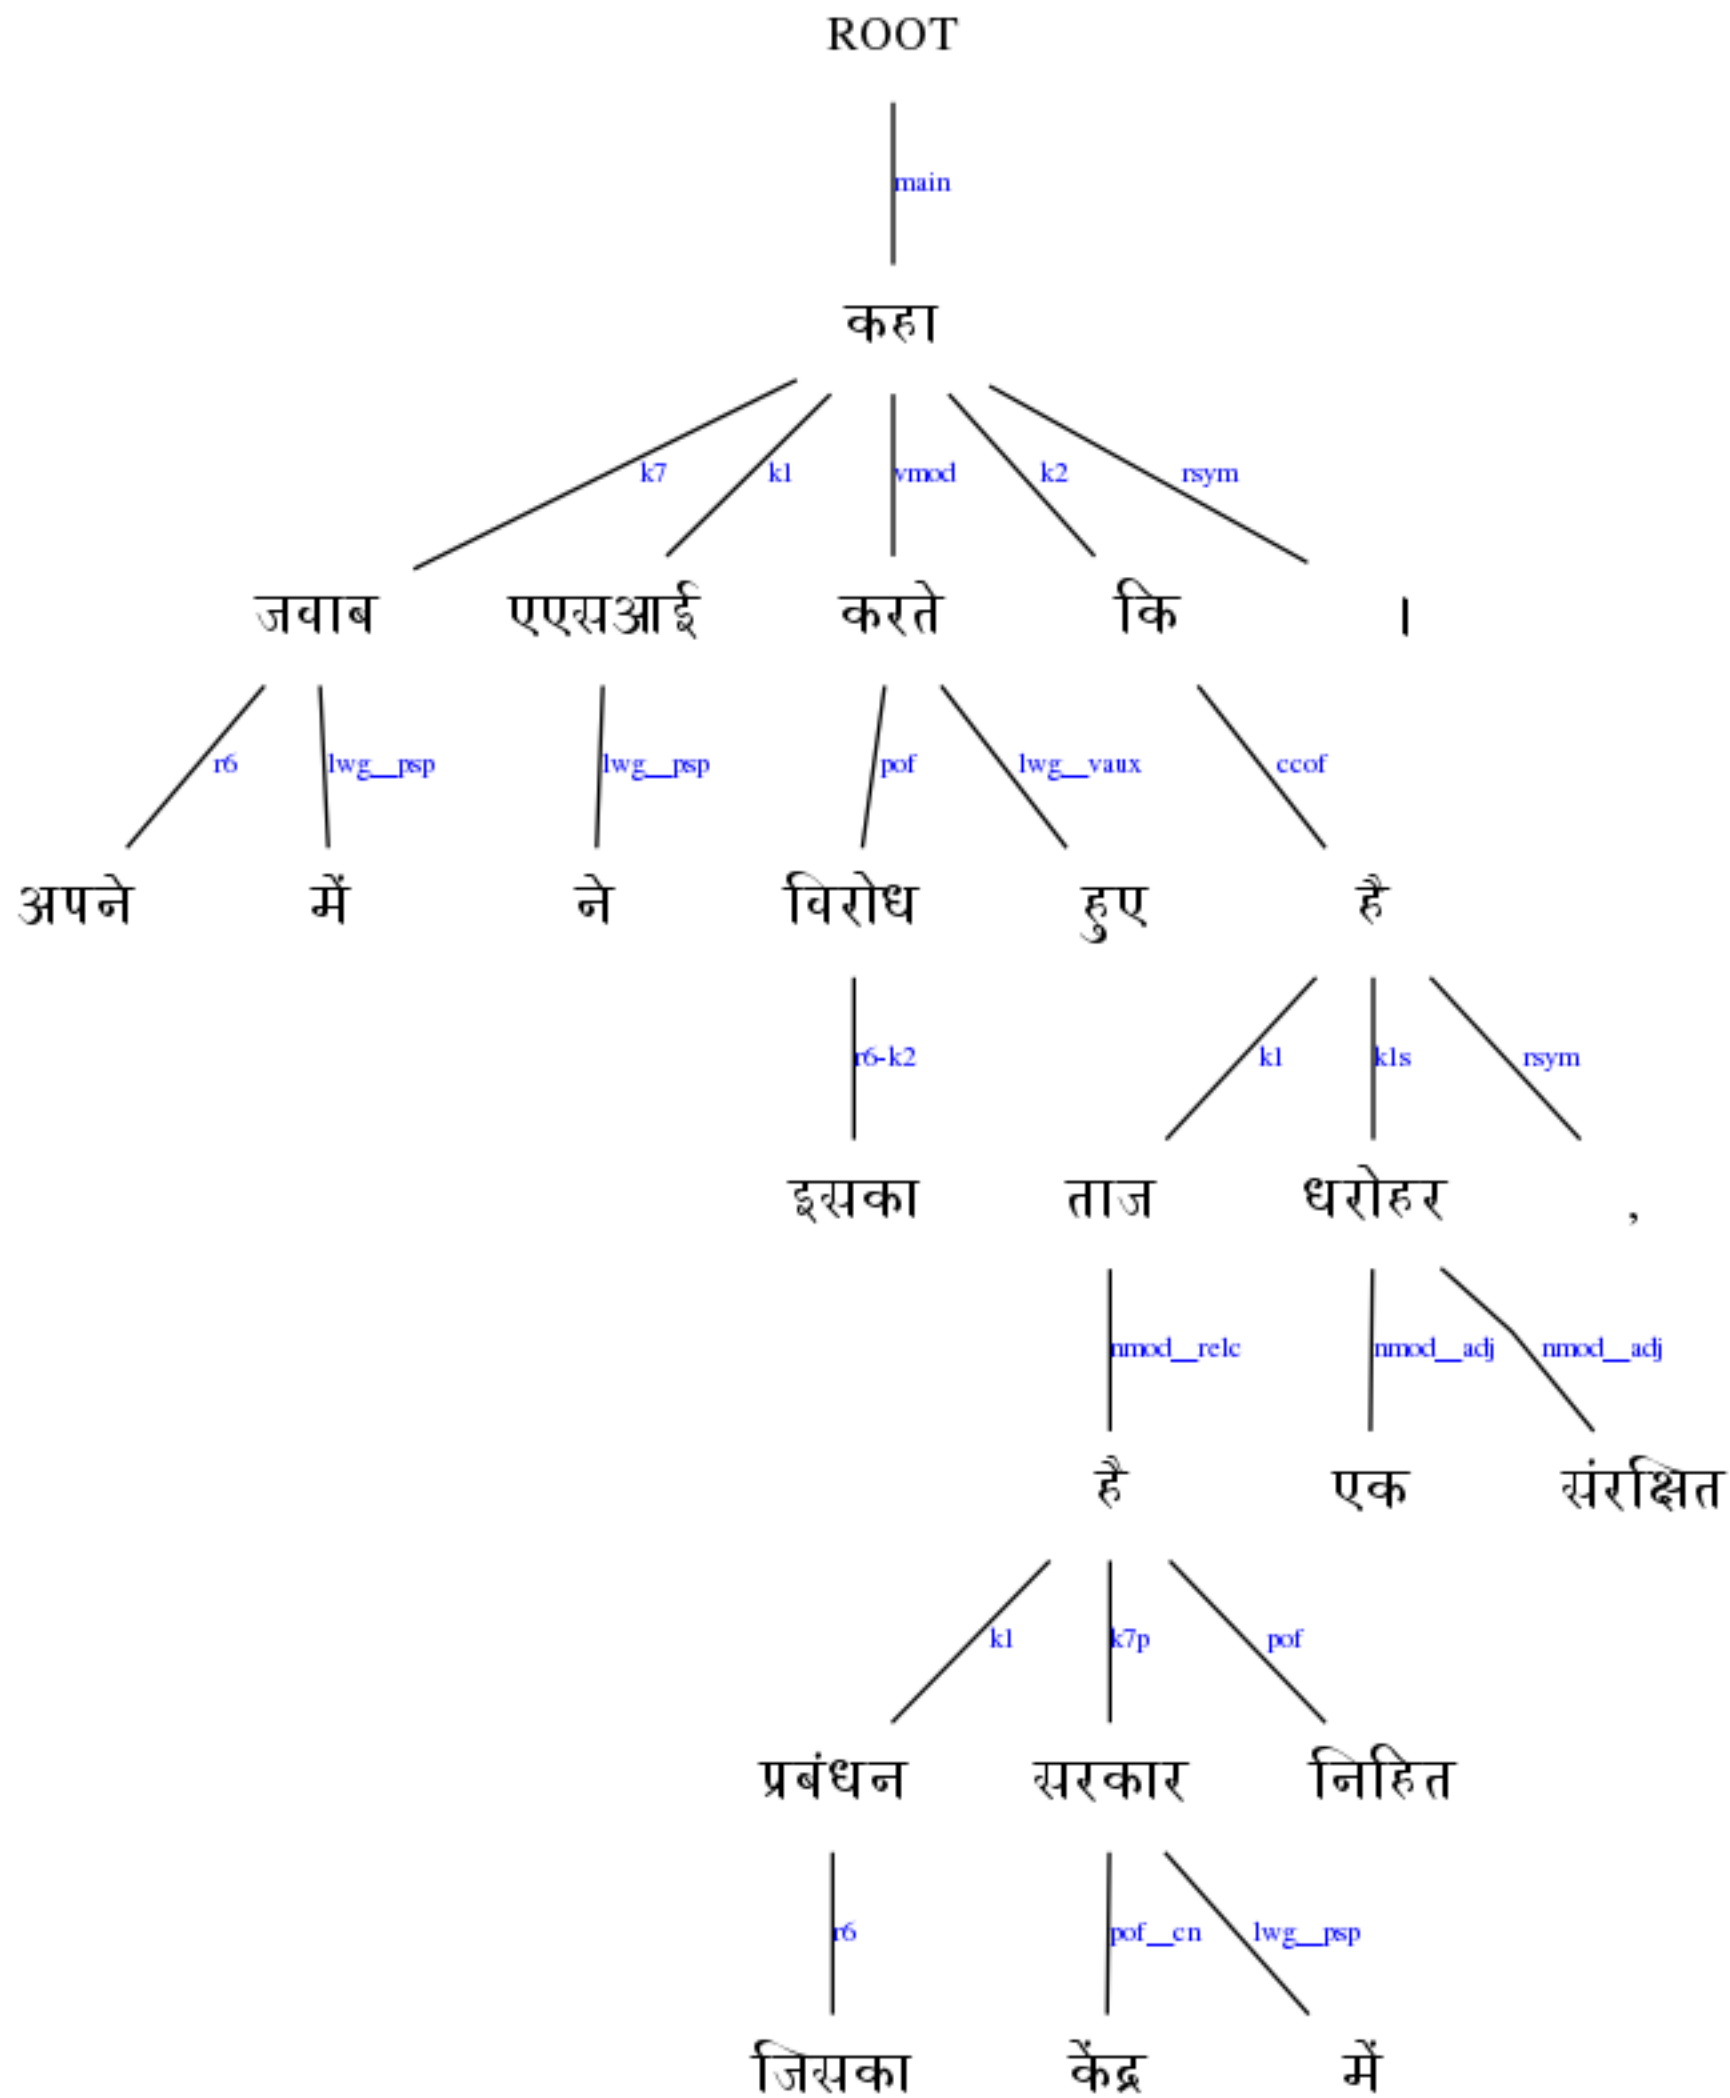 ROOT
main
कहा
k7 k1 vmod k2 rsym
जवाब एएसआई करते कि ।
r6 lwg__psp lwg__psp pof lwg__vaux ccof
अपने में ने विरोध हुए है
r6-k2 k1 k1s rsym
इसका ताज धरोहर ,
nmod__relc nmod__adj nmod__adj
है एक संरक्षित
k1 k7p pof
प्रबंधन सरकार निहित
r6 pof__cn lwg__psp
जिसका केंद्र में